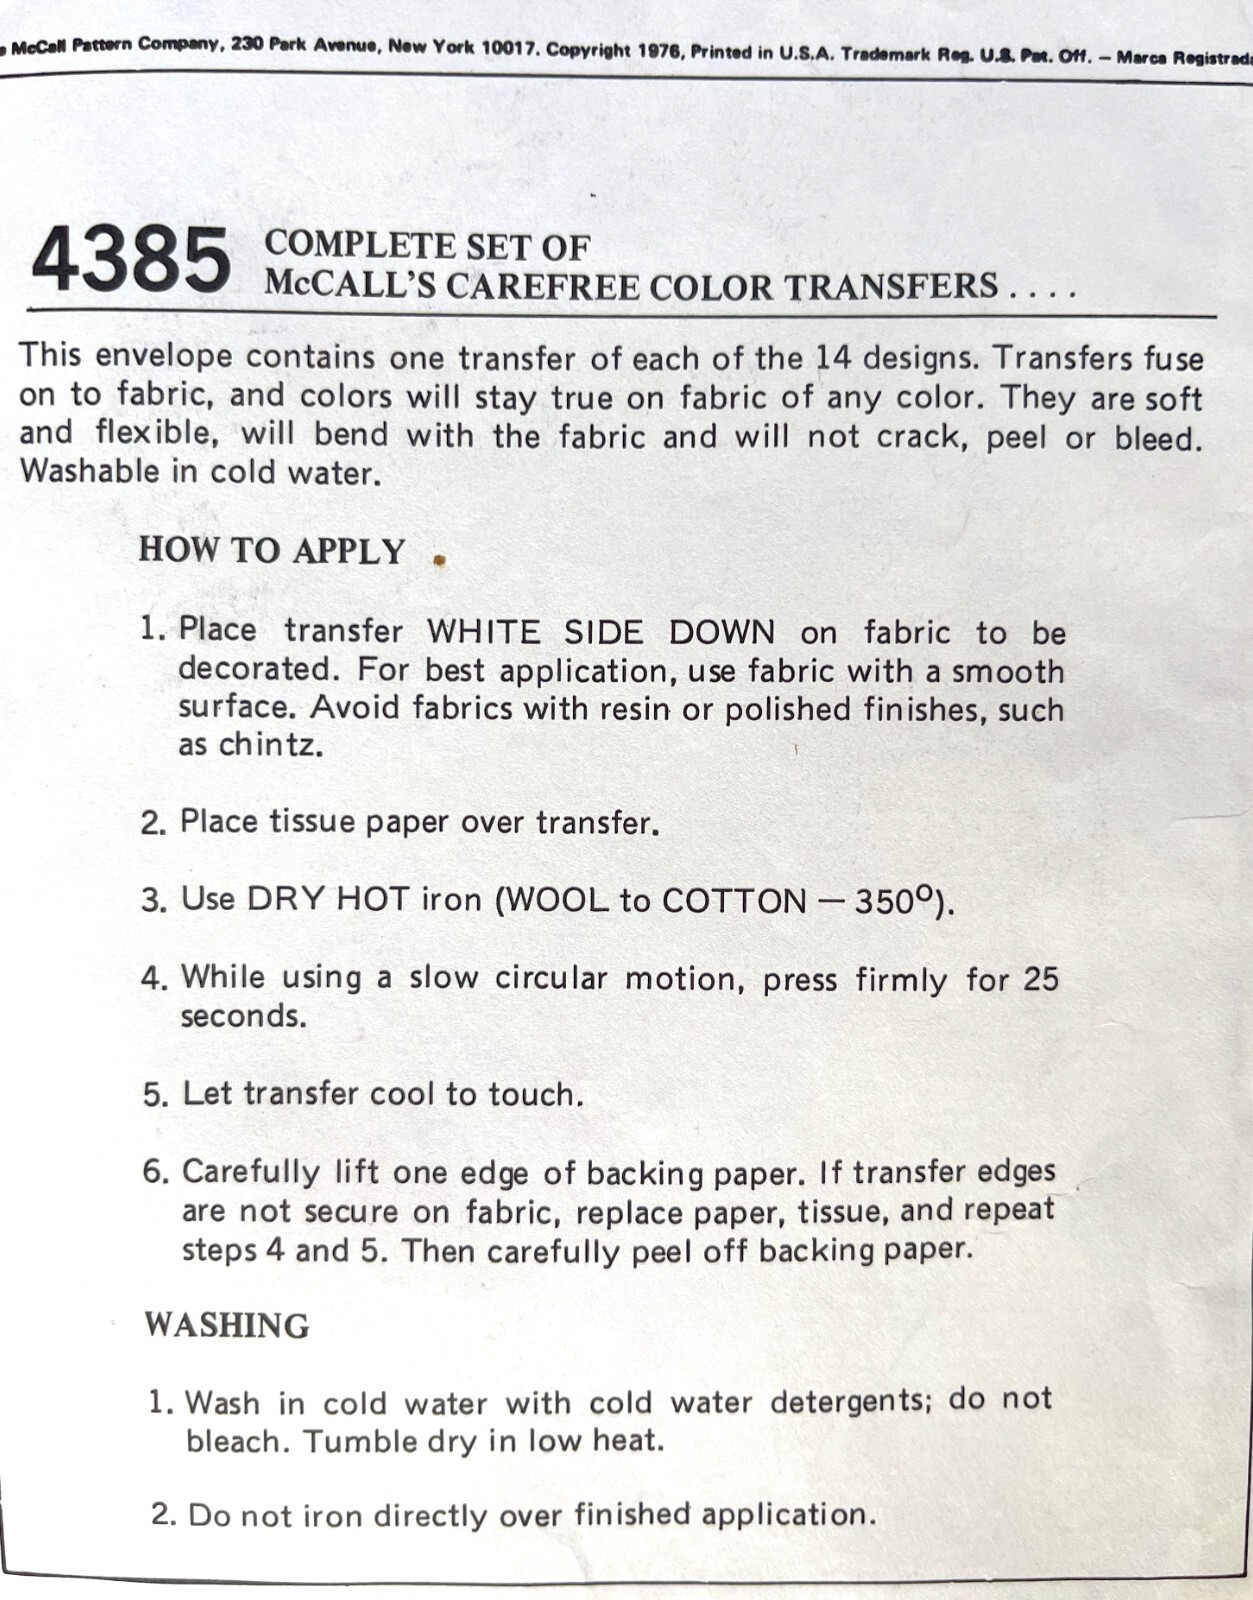 McCall Pattern Company, 230 Park Avenue, New York 10017. Copyright 1976, Printed in U.S.A. Trademark Reg. U.S. Pat. Off. — Marca Registrada
4385 COMPLETE SET OF
McCALL'S CAREFREE COLOR TRANSFERS . . . .
This envelope contains one transfer of each of the 14 designs. Transfers fuse
on to fabric, and colors will stay true on fabric of any color. They are soft
and flexible, will bend with the fabric and will not crack, peel or bleed.
Washable in cold water.
HOW TO APPLY
1. Place transfer WHITE SIDE DOWN on fabric to be
decorated. For best application, use fabric with a smooth
surface. Avoid fabrics with resin or polished finishes, such
as chintz.
2. Place tissue paper over transfer.
3. Use DRY HOT iron (WOOL to COTTON — 350º).
4. While using a slow circular motion, press firmly for 25
seconds.
5. Let transfer cool to touch.
6. Carefully lift one edge of backing paper. If transfer edges
are not secure on fabric, replace paper, tissue, and repeat
steps 4 and 5. Then carefully peel off backing paper.
WASHING
1. Wash in cold water with cold water detergents; do not
bleach. Tumble dry in low heat.
2. Do not iron directly over finished application.